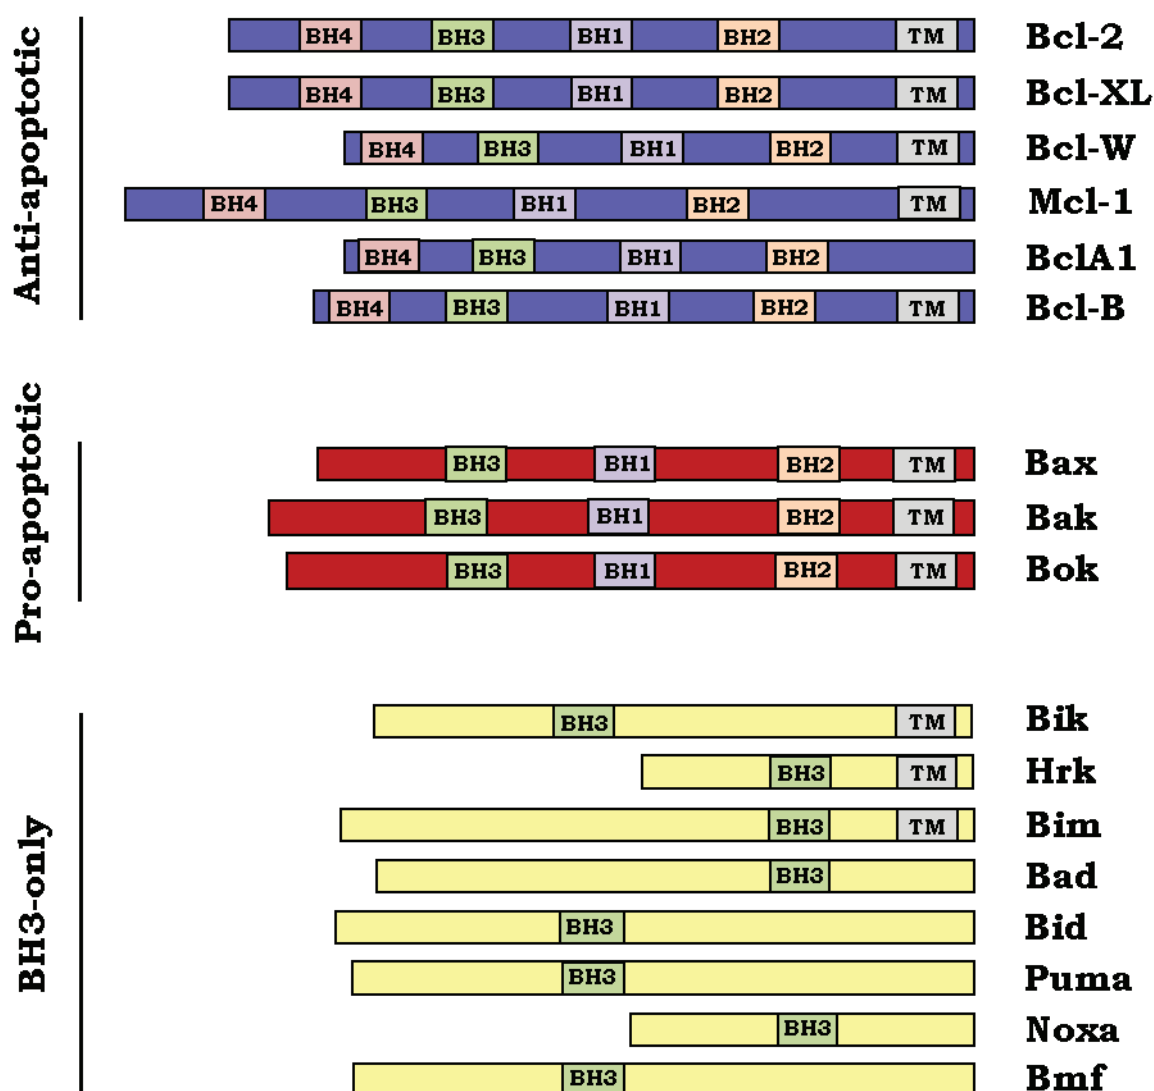 Anti-apoptotic
BH4 BH3 BH1 BH2 TM Bcl-2
BH4 BH3 BH1 BH2 TM Bcl-XL
BH4 BH3 BH1 BH2 TM Bcl-W
BH4 BH3 BH1 BH2 TM Mcl-1
BH4 BH3 BH1 BH2 BclA1
BH4 BH3 BH1 BH2 TM Bcl-B
Pro-apoptotic
BH3 BH1 BH2 TM Bax
BH3 BH1 BH2 TM Bak
BH3 BH1 BH2 TM Bok
BH3-only
BH3 TM Bik
BH3 TM Hrk
BH3 TM Bim
BH3 Bad
BH3 Bid
BH3 Puma
BH3 Noxa
BH3 Bmf